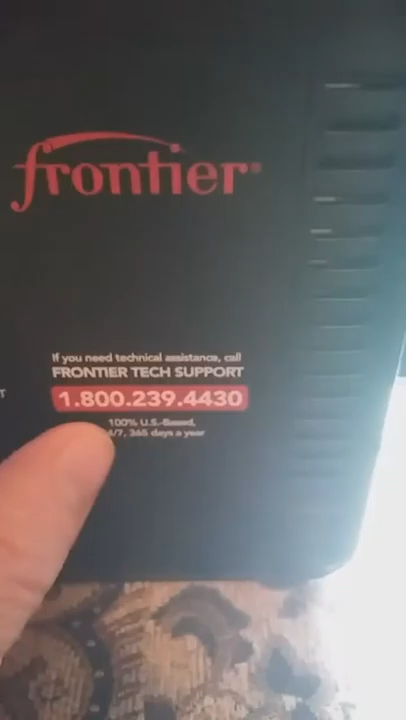 frontier®
If you need technical assistance, call
FRONTIER TECH SUPPORT
1.800.239.4430
100% U.S.-Based,
/7, 365 days a year
T